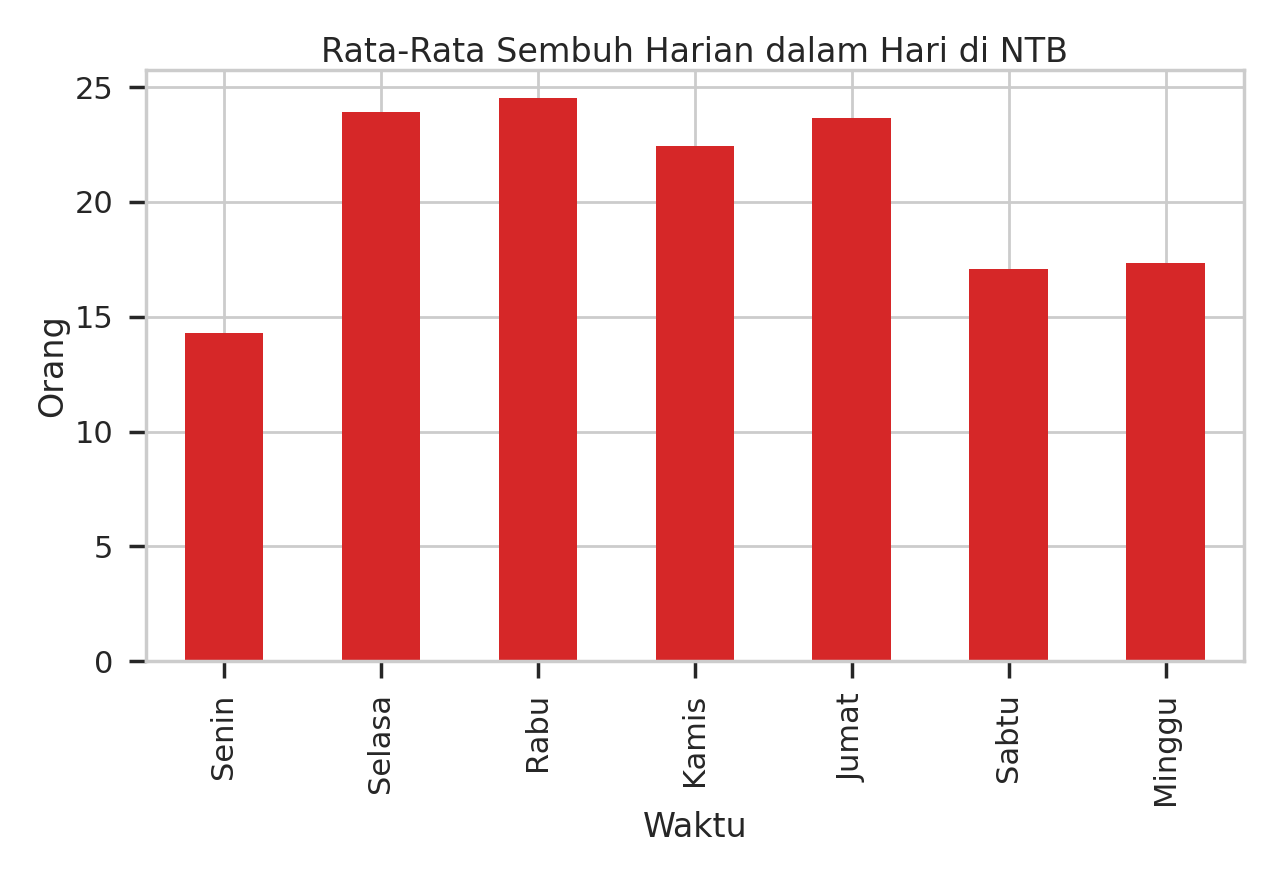 Rata-Rata Sembuh Harian dalam Hari di NTB
Orang
25
20
15
10
5
0
Senin
Selasa
Rabu
Kamis
Jumat
Sabtu
Minggu
Waktu